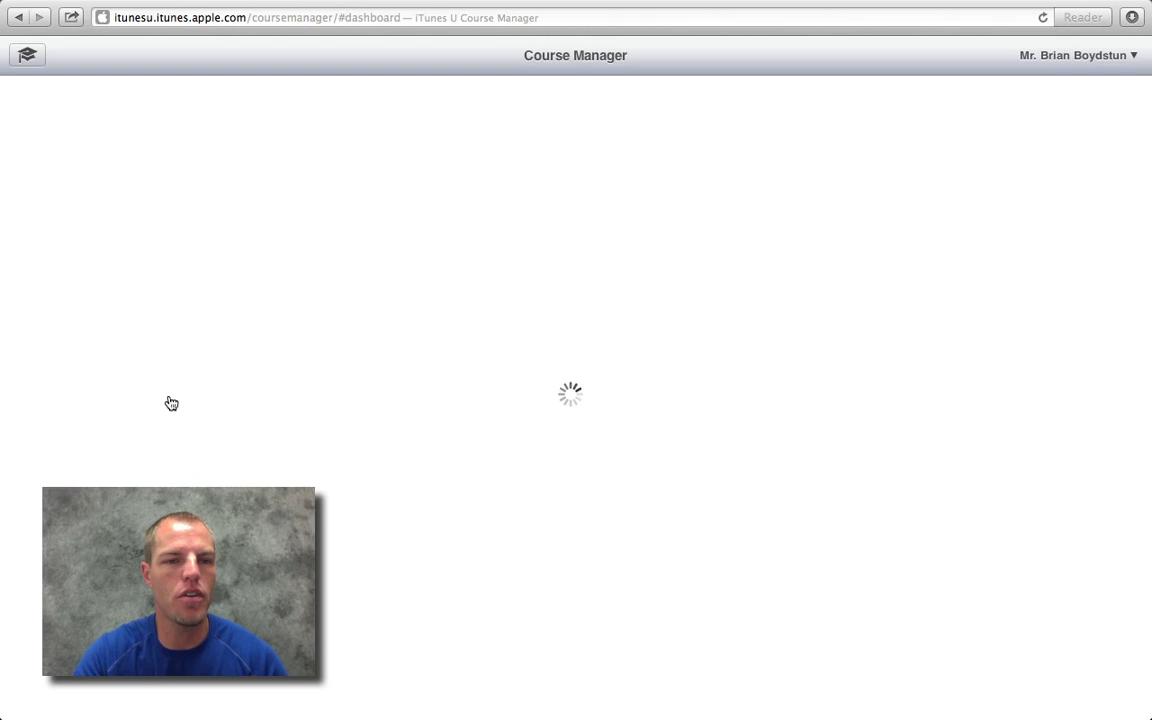 itunesu.itunes.apple.com/coursemanager/#dashboard — iTunes U Course Manager
Reader
Course Manager
Mr. Brian Boydstun ▼